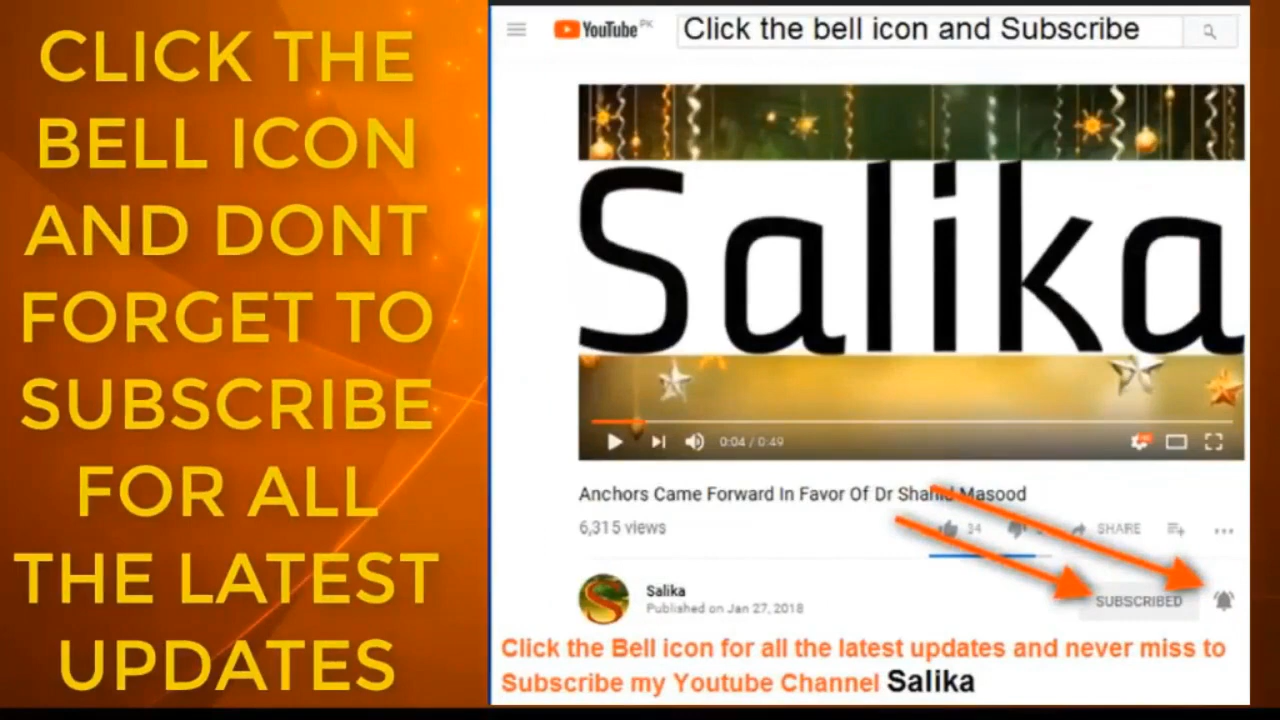 CLICK THE
BELL ICON
AND DONT
FORGET TO
SUBSCRIBE
FOR ALL
THE LATEST
UPDATES
YouTube PK
Click the bell icon and Subscribe
Salika
0:04 / 0:49
Anchors Came Forward In Favor Of Dr Shahid Masood
6,315 views
34
SHARE
Salika
Published on Jan 27, 2018
SUBSCRIBED
Click the Bell icon for all the latest updates and never miss to
Subscribe my Youtube Channel Salika